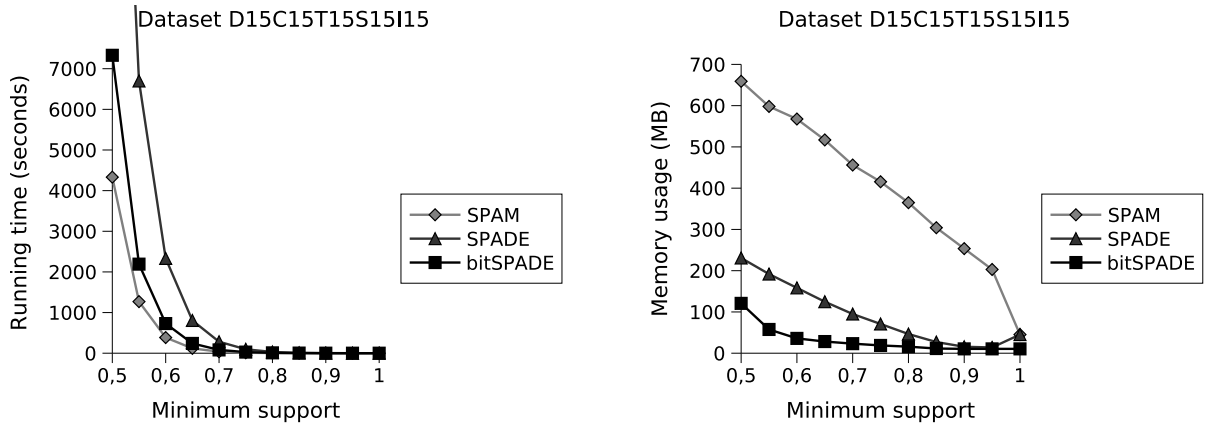 Dataset D15C15T15S15I15
Running time (seconds)
7000
6000
5000
4000
3000
2000
1000
0
0,5 0,6 0,7 0,8 0,9 1
Minimum support
SPAM
SPADE
bitSPADE
Dataset D15C15T15S15I15
Memory usage (MB)
700
600
500
400
300
200
100
0
0,5 0,6 0,7 0,8 0,9 1
Minimum support
SPAM
SPADE
bitSPADE